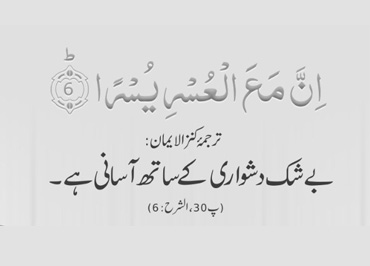 اِنَّ مَعَ الْعُسْرِ یُسْرًا ؕ ﴿6﴾
ترجمۂ کنزالایمان:
بے شک دشواری کے ساتھ آسانی ہے۔
(پ30،الشرح:6)